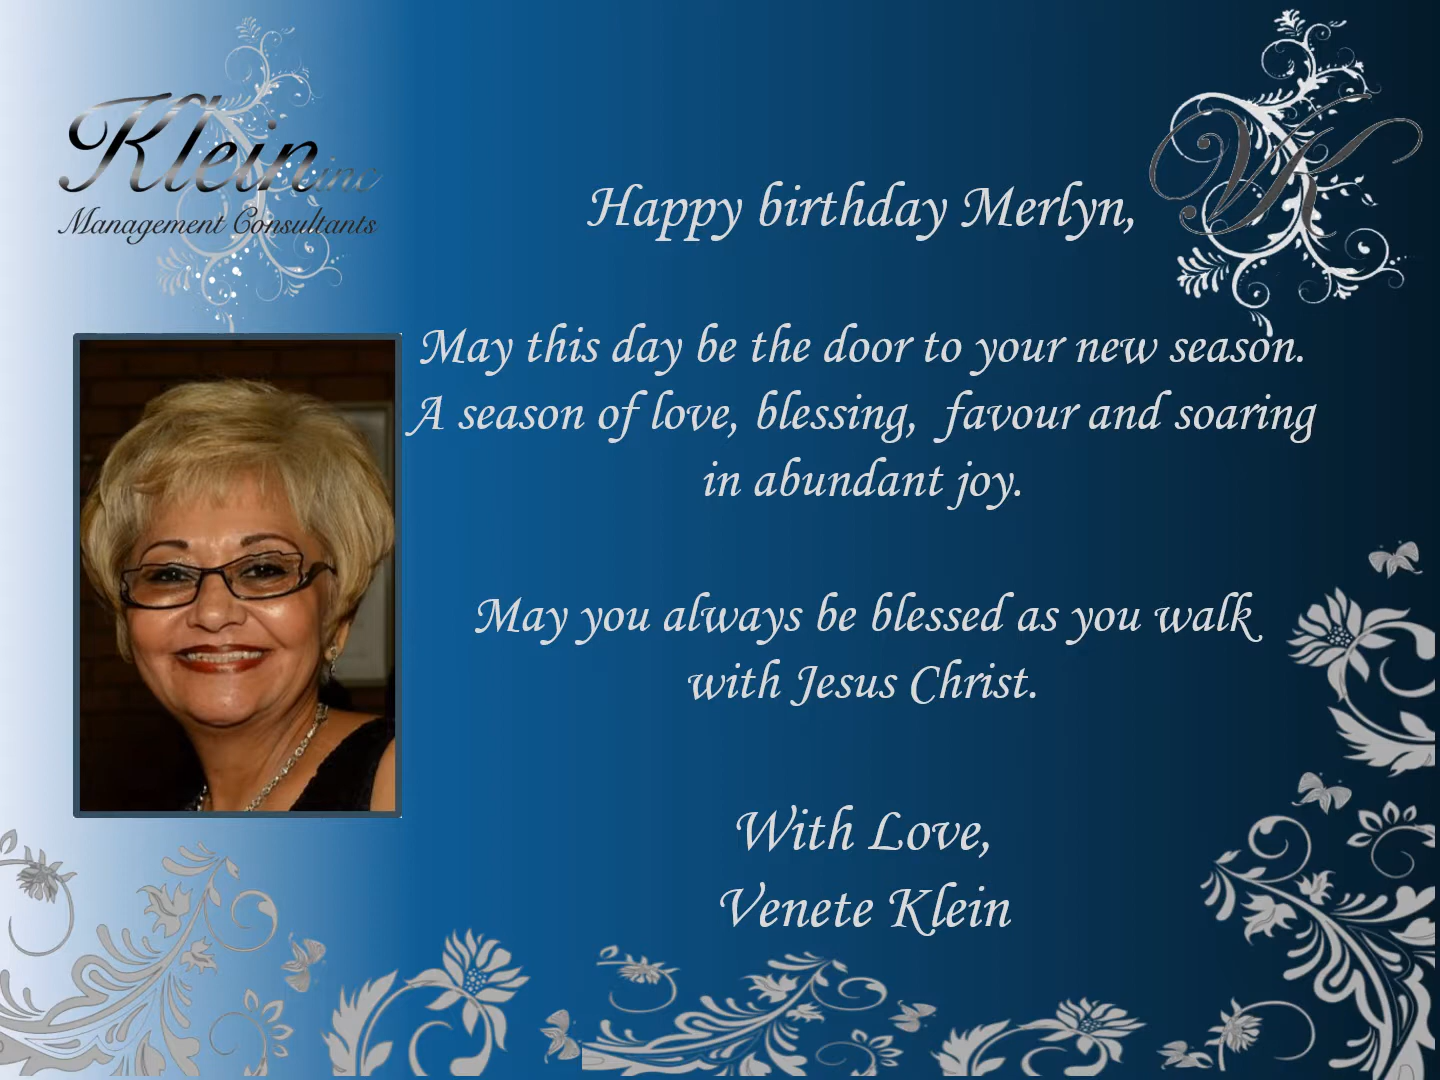 Klein inc
Management Consultants
VK
Happy birthday Merlyn,
May this day be the door to your new season.
A season of love, blessing, favour and soaring
in abundant joy.
May you always be blessed as you walk
with Jesus Christ.
With Love,
Venete Klein